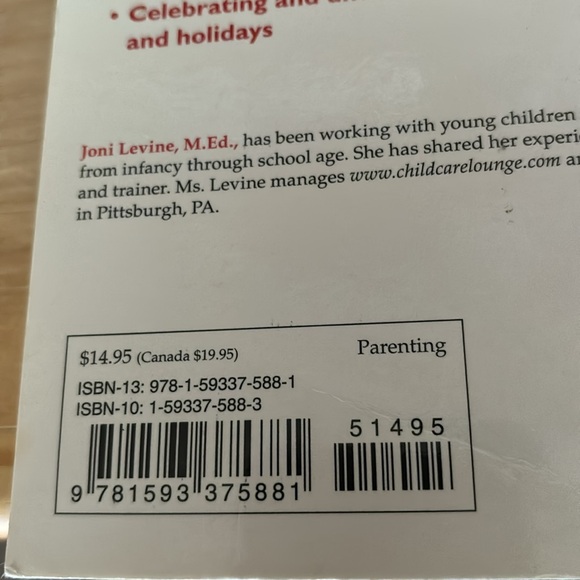 • Celebrating and
and holidays
Joni Levine, M.Ed., has been working with young children
from infancy through school age. She has shared her
and trainer. Ms. Levine manages www.childcarelounge.com
in Pittsburgh, PA.
$14.95 (Canada $19.95)
Parenting
ISBN-13: 978-1-59337-588-1
ISBN-10: 1-59337-588-3
51495
9 781593 375881